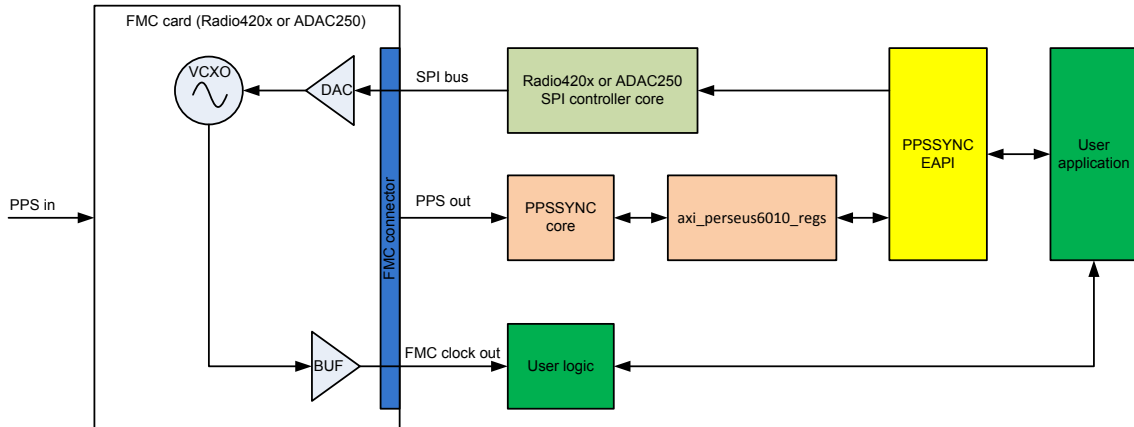 FMC card (Radio420x or ADAC250)
VCXO
DAC
SPI bus
Radio420x or ADAC250
SPI controller core
PPSSYNC
EAPI
User
application
PPS in
FMC connector
PPS out
PPSSYNC
core
axi_perseus6010_regs
BUF
FMC clock out
User logic